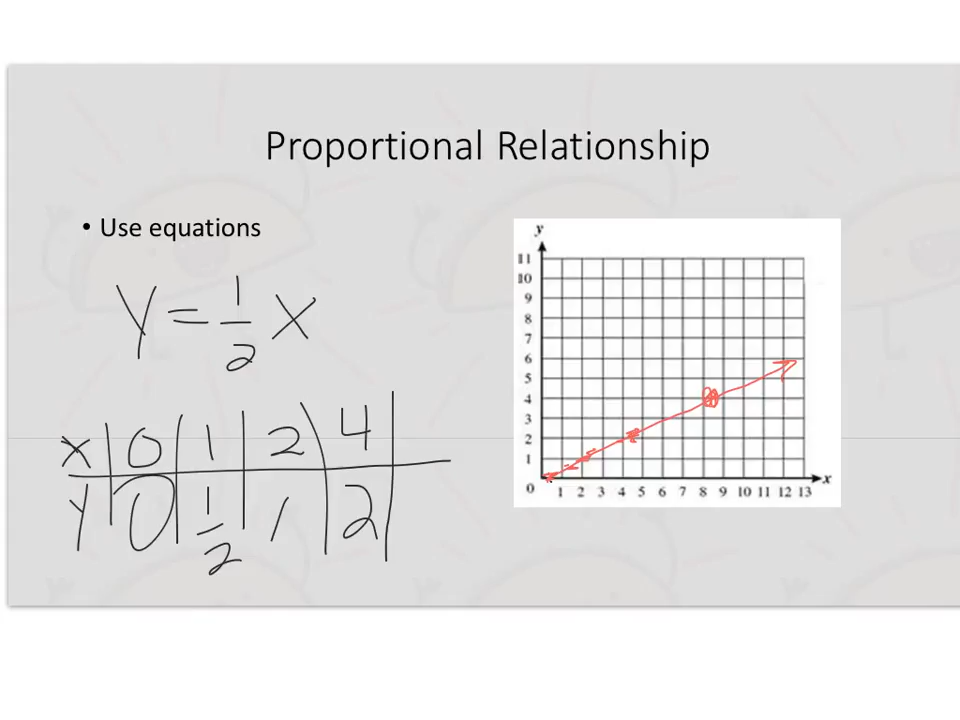 Proportional Relationship
• Use equations
y = 1/2 x
x | 0 | 1 | 2 | 4 |
y | 0 | 1/2 | 1 | 2 |
y
11
10
9
8
7
6
5
4
3
2
1
0 1 2 3 4 5 6 7 8 9 10 11 12 13 x